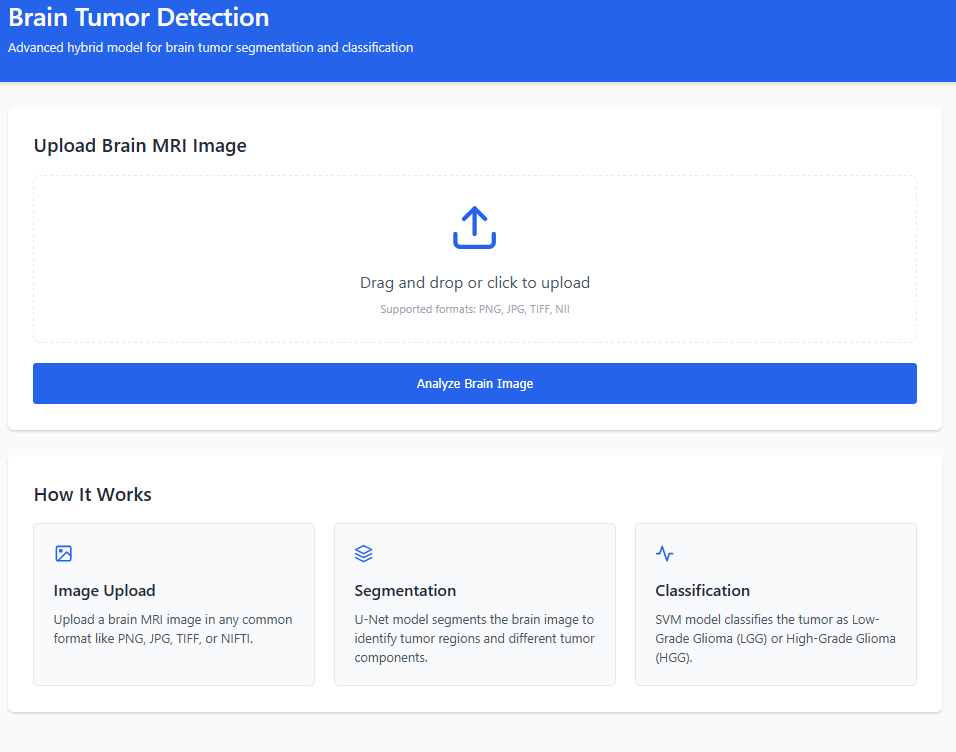 Brain Tumor Detection
Advanced hybrid model for brain tumor segmentation and classification
Upload Brain MRI Image
Drag and drop or click to upload
Supported formats: PNG, JPG, TIFF, NII
Analyze Brain Image
How It Works
Image Upload
Upload a brain MRI image in any common
format like PNG, JPG, TIFF, or NIFTI.
Segmentation
U-Net model segments the brain image to
identify tumor regions and different tumor
components.
Classification
SVM model classifies the tumor as Low-
Grade Glioma (LGG) or High-Grade Glioma
(HGG).